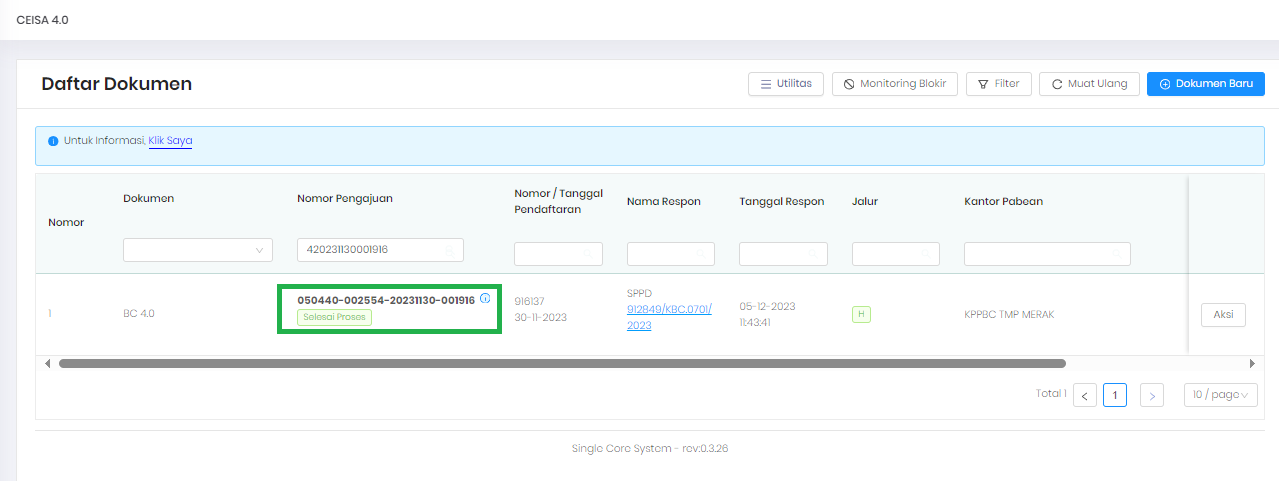 CEISA 4.0
Daftar Dokumen
Utilitas
Monitoring Blokir
Filter
Muat Ulang
Dokumen Baru
Untuk Informasi, Klik Saya
Nomor
Dokumen
Nomor Pengajuan
Nomor / Tanggal
Pendaftaran
Nama Respon
Tanggal Respon
Jalur
Kantor Pabean
420231130001916
1
BC 4.0
050440-002554-20231130-001916
Selesai Proses
916137
30-11-2023
SPPD
912849/KBC.0701/
2023
05-12-2023
11:43:41
H
KPPBC TMP MERAK
Aksi
Total 1
<
1
>
10 / page
Single Core System - rev:0.3.26